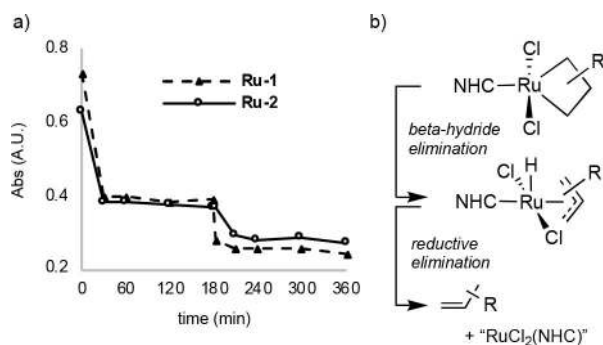 a)
0.8
0.6
0.4
0.2
Abs (A.U.)
Ru-1
Ru-2
0 60 120 180 240 300 360
time (min)
b)
Cl
R
NHC Ru
Cl
beta-hydride
elimination
H
Cl
R
NHC Ru
Cl
reductive
elimination
R
+ "RuCl₂(NHC)"